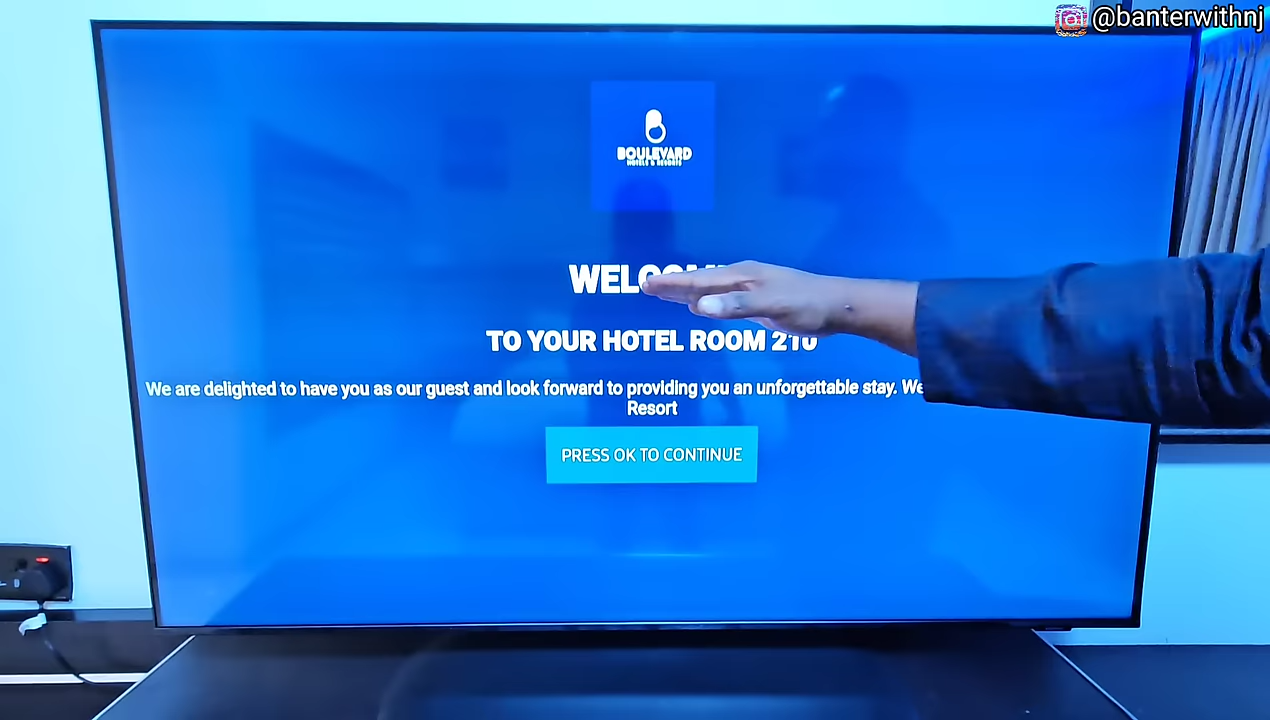 @banterwithnj
BOULEVARD
HOTELS & RESORTS
TO YOUR HOTEL ROOM 210
We are delighted to have you as our guest and look forward to providing you an unforgettable stay. We
Resort
PRESS OK TO CONTINUE